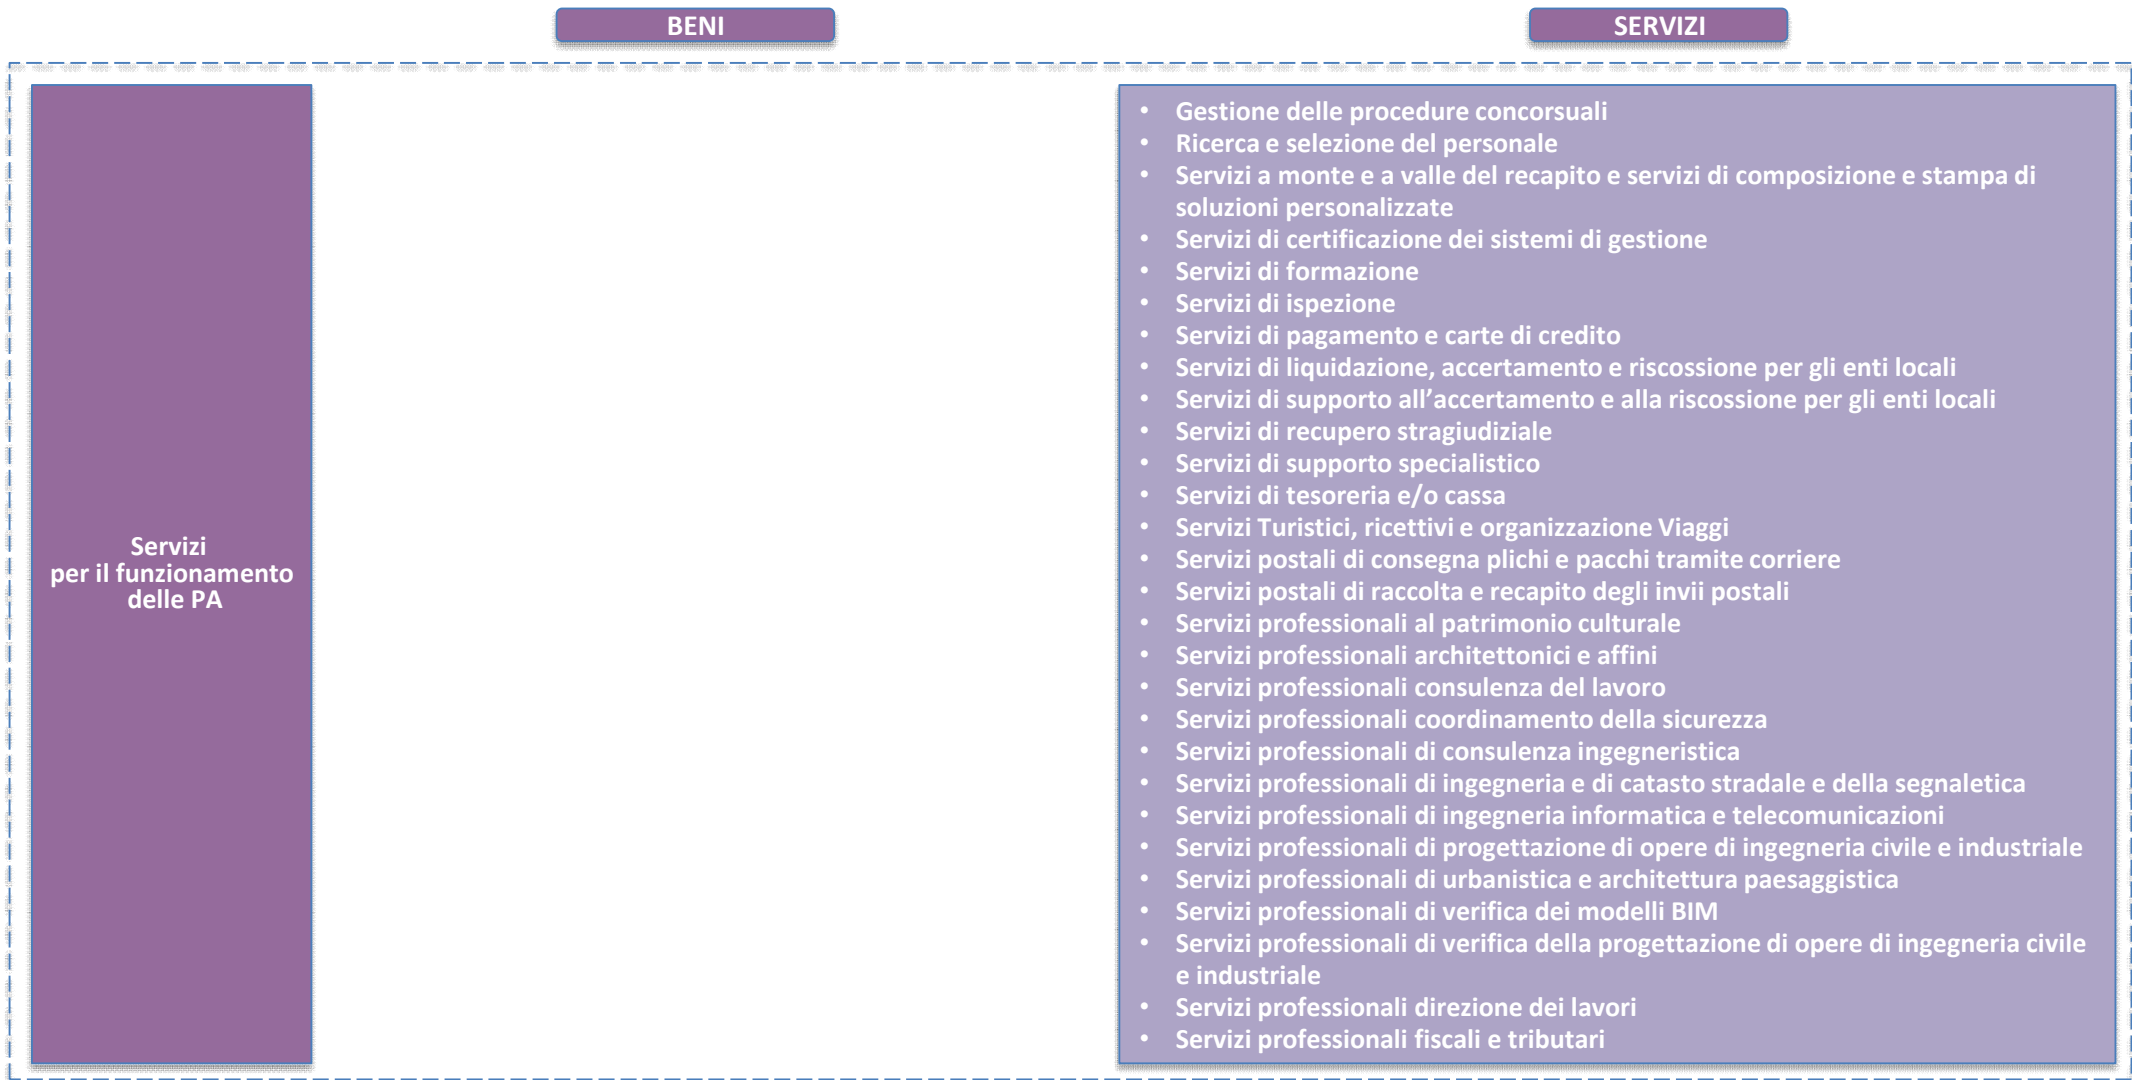 BENI
SERVIZI
Servizi
per il funzionamento
delle PA
• Gestione delle procedure concorsuali
• Ricerca e selezione del personale
• Servizi a monte e a valle del recapito e servizi di composizione e stampa di
soluzioni personalizzate
• Servizi di certificazione dei sistemi di gestione
• Servizi di formazione
• Servizi di ispezione
• Servizi di pagamento e carte di credito
• Servizi di liquidazione, accertamento e riscossione per gli enti locali
• Servizi di supporto all’accertamento e alla riscossione per gli enti locali
• Servizi di recupero stragiudiziale
• Servizi di supporto specialistico
• Servizi di tesoreria e/o cassa
• Servizi Turistici, ricettivi e organizzazione Viaggi
• Servizi postali di consegna plichi e pacchi tramite corriere
• Servizi postali di raccolta e recapito degli invii postali
• Servizi professionali al patrimonio culturale
• Servizi professionali architettonici e affini
• Servizi professionali consulenza del lavoro
• Servizi professionali coordinamento della sicurezza
• Servizi professionali di consulenza ingegneristica
• Servizi professionali di ingegneria e di catasto stradale e della segnaletica
• Servizi professionali di ingegneria informatica e telecomunicazioni
• Servizi professionali di progettazione di opere di ingegneria civile e industriale
• Servizi professionali di urbanistica e architettura paesaggistica
• Servizi professionali di verifica dei modelli BIM
• Servizi professionali di verifica della progettazione di opere di ingegneria civile
e industriale
• Servizi professionali direzione dei lavori
• Servizi professionali fiscali e tributari